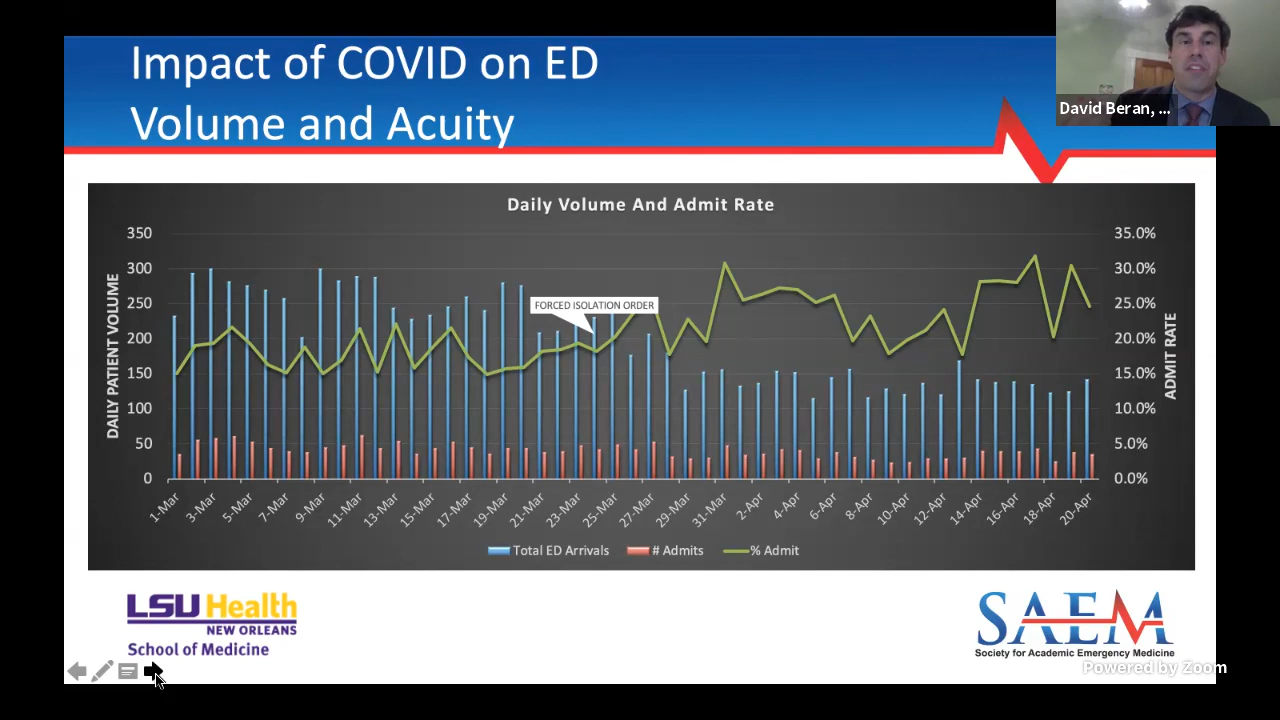 Impact of COVID on ED
Volume and Acuity
David Beran, ...
Daily Volume And Admit Rate
DAILY PATIENT VOLUME
350
300
250
200
150
100
50
0
35.0%
30.0%
25.0%
20.0%
15.0%
10.0%
5.0%
0.0%
ADMIT RATE
FORCED ISOLATION ORDER
1-Mar
3-Mar
5-Mar
7-Mar
9-Mar
11-Mar
13-Mar
15-Mar
17-Mar
19-Mar
21-Mar
23-Mar
25-Mar
27-Mar
29-Mar
31-Mar
2-Apr
4-Apr
6-Apr
8-Apr
10-Apr
12-Apr
14-Apr
16-Apr
18-Apr
20-Apr
Total ED Arrivals # Admits % Admit
LSU Health
NEW ORLEANS
School of Medicine
SAEM
Society for Academic Emergency Medicine
Powered by Zoom